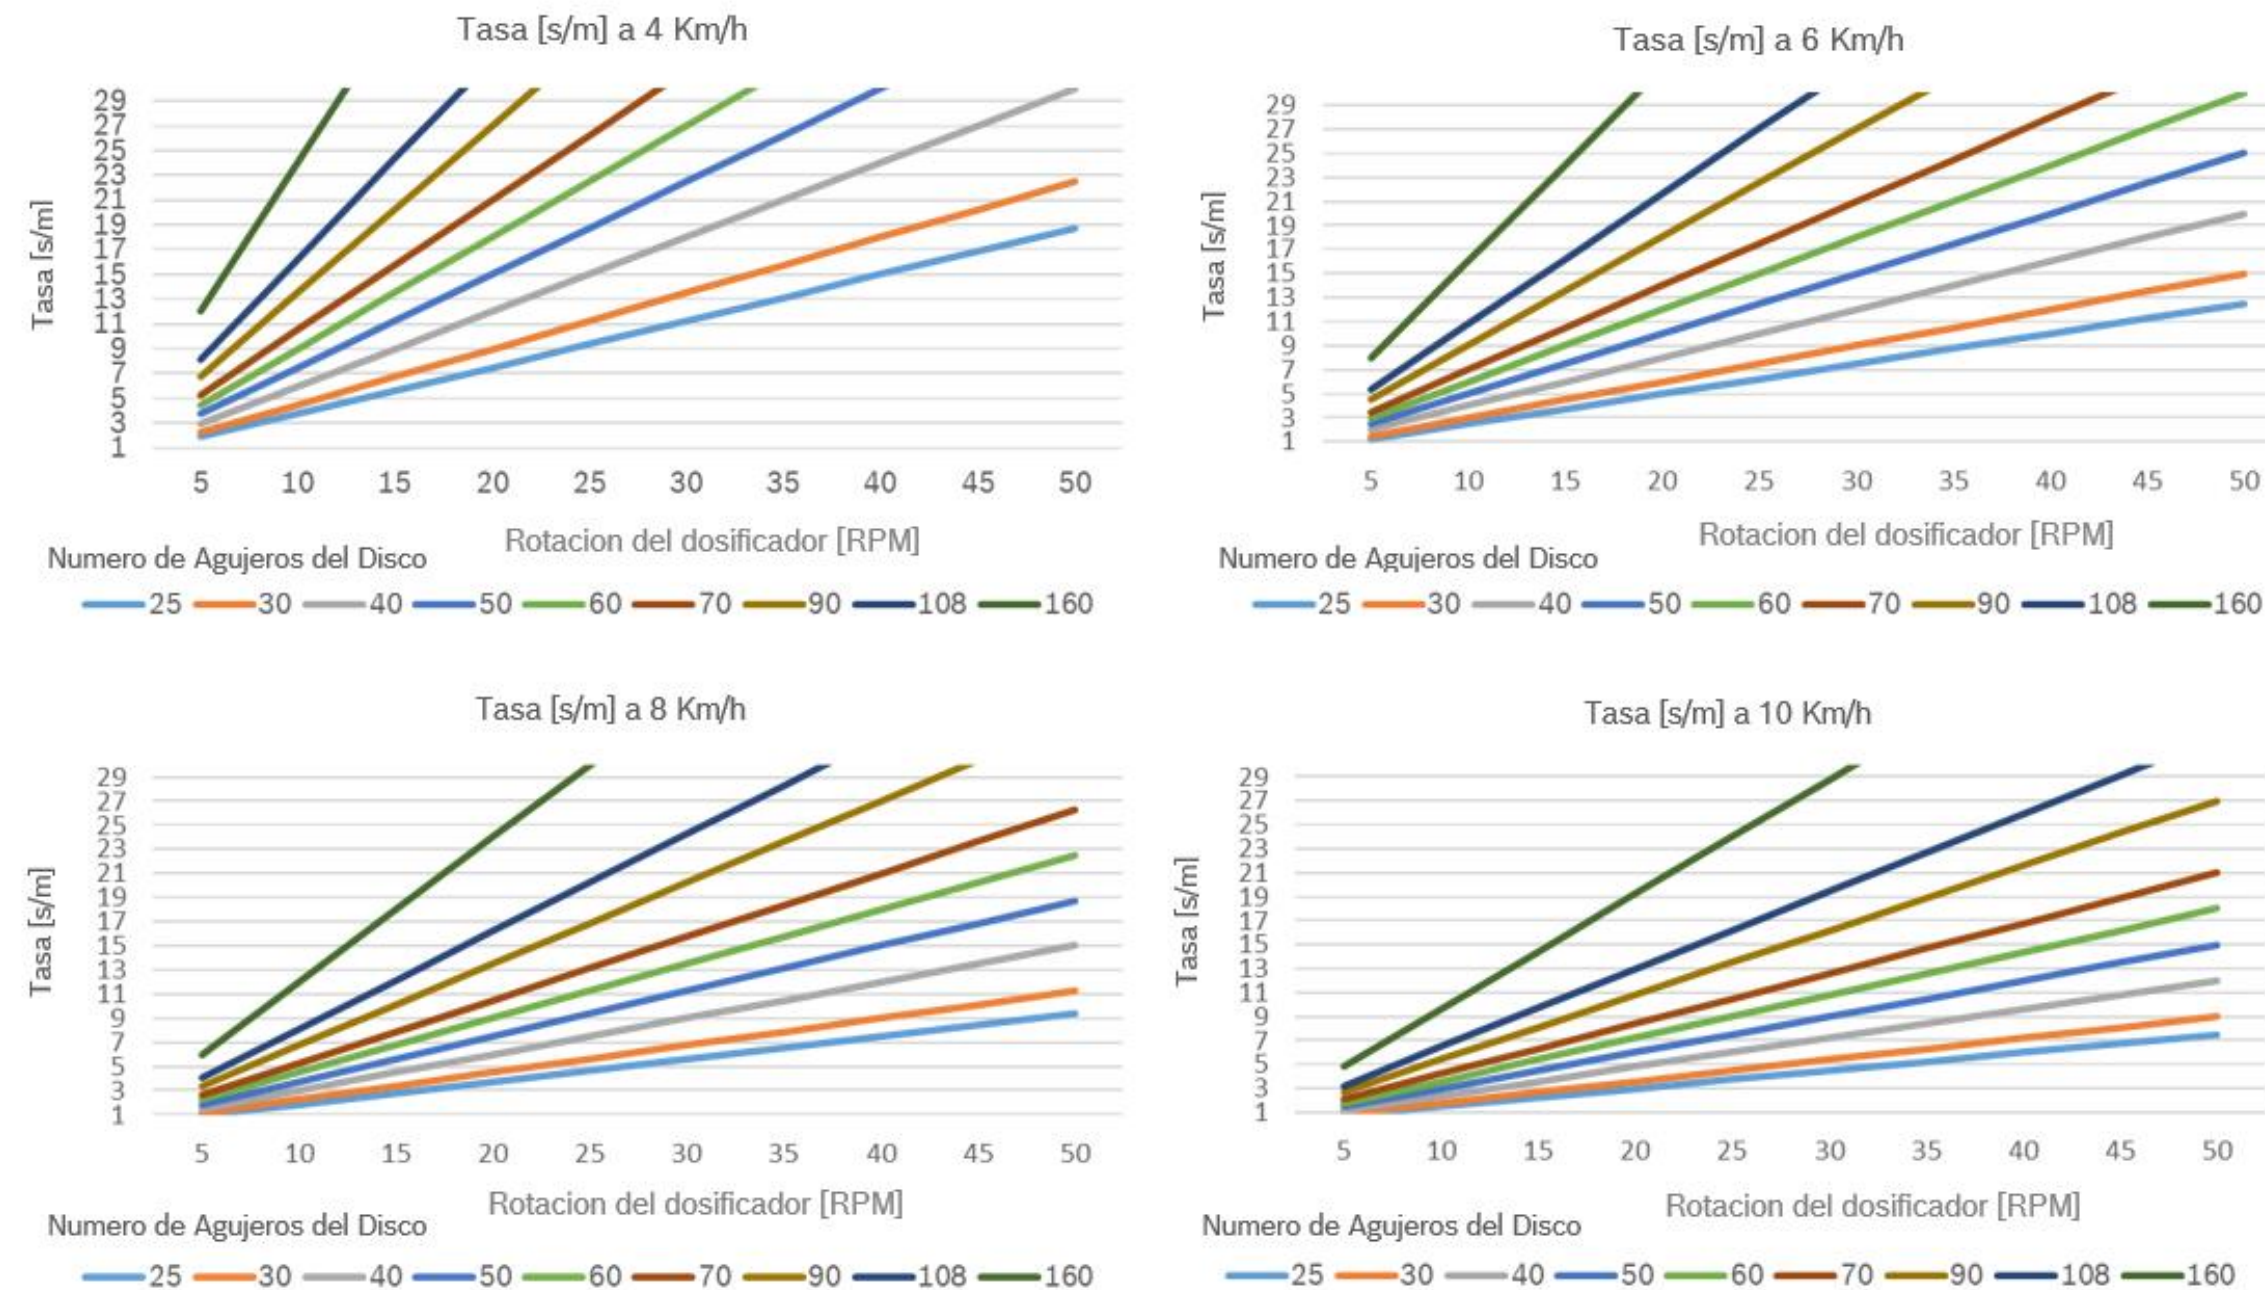 Tasa [s/m] a 4 Km/h
Tasa [s/m]
29
27
25
23
21
19
17
15
13
11
9
7
5
3
1
5 10 15 20 25 30 35 40 45 50
Rotacion del dosificador [RPM]
Numero de Agujeros del Disco
25 30 40 50 60 70 90 108 160
Tasa [s/m] a 6 Km/h
Tasa [s/m]
29
27
25
23
21
19
17
15
13
11
9
7
5
3
1
5 10 15 20 25 30 35 40 45 50
Rotacion del dosificador [RPM]
Numero de Agujeros del Disco
25 30 40 50 60 70 90 108 160
Tasa [s/m] a 8 Km/h
Tasa [s/m]
29
27
25
23
21
19
17
15
13
11
9
7
5
3
1
5 10 15 20 25 30 35 40 45 50
Rotacion del dosificador [RPM]
Numero de Agujeros del Disco
25 30 40 50 60 70 90 108 160
Tasa [s/m] a 10 Km/h
Tasa [s/m]
29
27
25
23
21
19
17
15
13
11
9
7
5
3
1
5 10 15 20 25 30 35 40 45 50
Rotacion del dosificador [RPM]
Numero de Agujeros del Disco
25 30 40 50 60 70 90 108 160